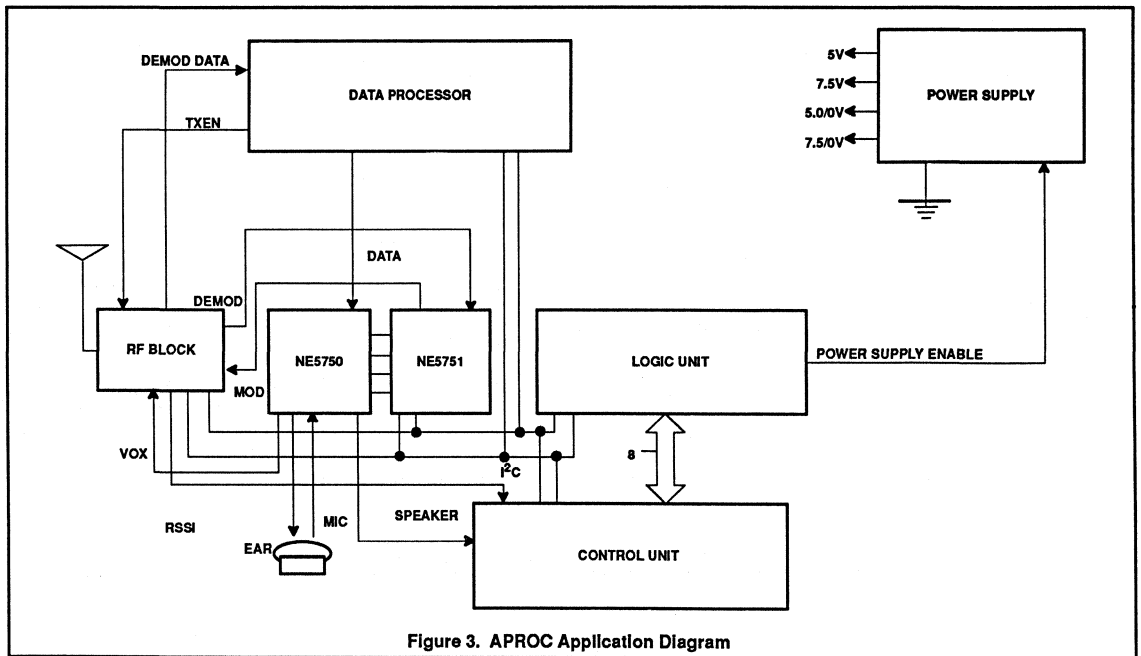 DEMOD DATA
DATA PROCESSOR
TXEN
5V
7.5V
5.0/0V
7.5/0V
POWER SUPPLY
DATA
DEMOD
RF BLOCK
NE5750
NE5751
LOGIC UNIT
POWER SUPPLY ENABLE
MOD
VOX
8
I²C
RSSI
MIC
SPEAKER
EAR
CONTROL UNIT
Figure 3. APROC Application Diagram